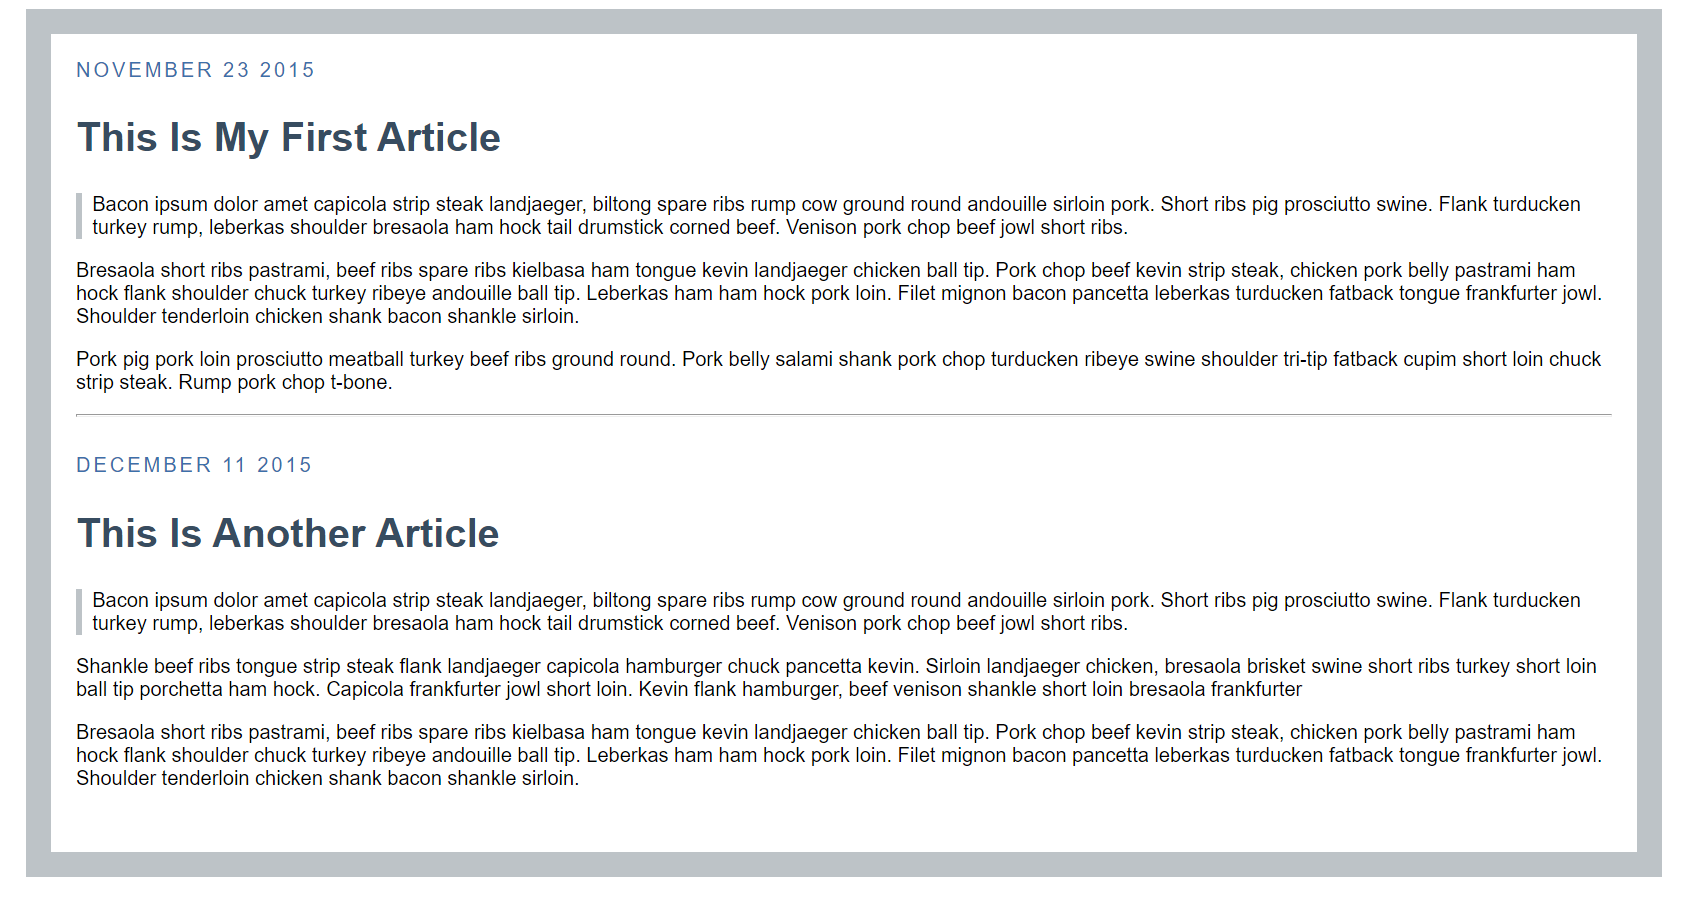 NOVEMBER 23 2015
This Is My First Article
Bacon ipsum dolor amet capicola strip steak landjaeger, biltong spare ribs rump cow ground round andouille sirloin pork. Short ribs pig prosciutto swine. Flank turducken
turkey rump, leberkas shoulder bresaola ham hock tail drumstick corned beef. Venison pork chop beef jowl short ribs.
Bresaola short ribs pastrami, beef ribs spare ribs kielbasa ham tongue kevin landjaeger chicken ball tip. Pork chop beef kevin strip steak, chicken pork belly pastrami ham
hock flank shoulder chuck turkey ribeye andouille ball tip. Leberkas ham ham hock pork loin. Filet mignon bacon pancetta leberkas turducken fatback tongue frankfurter jowl.
Shoulder tenderloin chicken shank bacon shankle sirloin.
Pork pig pork loin prosciutto meatball turkey beef ribs ground round. Pork belly salami shank pork chop turducken ribeye swine shoulder tri-tip fatback cupim short loin chuck
strip steak. Rump pork chop t-bone.
DECEMBER 11 2015
This Is Another Article
Bacon ipsum dolor amet capicola strip steak landjaeger, biltong spare ribs rump cow ground round andouille sirloin pork. Short ribs pig prosciutto swine. Flank turducken
turkey rump, leberkas shoulder bresaola ham hock tail drumstick corned beef. Venison pork chop beef jowl short ribs.
Shankle beef ribs tongue strip steak flank landjaeger capicola hamburger chuck pancetta kevin. Sirloin landjaeger chicken, bresaola brisket swine short ribs turkey short loin
ball tip porchetta ham hock. Capicola frankfurter jowl short loin. Kevin flank hamburger, beef venison shankle short loin bresaola frankfurter
Bresaola short ribs pastrami, beef ribs spare ribs kielbasa ham tongue kevin landjaeger chicken ball tip. Pork chop beef kevin strip steak, chicken pork belly pastrami ham
hock flank shoulder chuck turkey ribeye andouille ball tip. Leberkas ham ham hock pork loin. Filet mignon bacon pancetta leberkas turducken fatback tongue frankfurter jowl.
Shoulder tenderloin chicken shank bacon shankle sirloin.